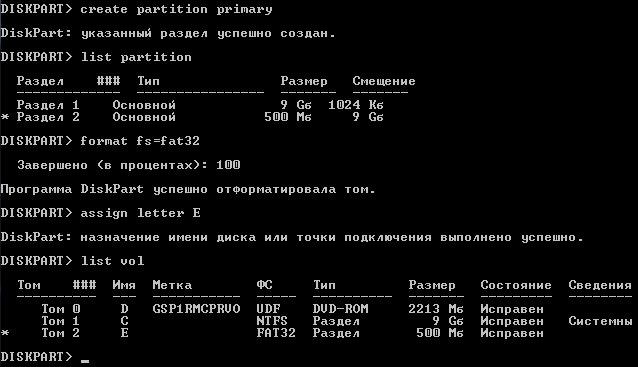 DISKPART> create partition primary
DiskPart: указанный раздел успешно создан.
DISKPART> list partition
Раздел ### Тип Размер Смещение
------------- ---------------- ------- -------
Раздел 1 Основной 9 Gб 1024 Kб
* Раздел 2 Основной 500 Mб 9 Gб
DISKPART> format fs=fat32
Завершено (в процентах): 100
Программа DiskPart успешно отформатировала том.
DISKPART> assign letter E
DiskPart: назначение имени диска или точки подключения выполнено успешно.
DISKPART> list vol
Том ### Имя Метка ФС Тип Размер Состояние Сведения
---------- --- ----------- ----- ---------- ------- --------- --------
Том 0 D GSP1RMCPRVO UDF DVD-ROM 2213 Mб Исправен
Том 1 C NTFS Раздел 9 Gб Исправен Системны
* Том 2 E FAT32 Раздел 500 Mб Исправен
DISKPART> _